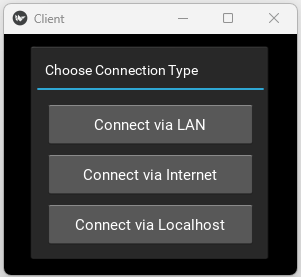 Client
Choose Connection Type
Connect via LAN
Connect via Internet
Connect via Localhost